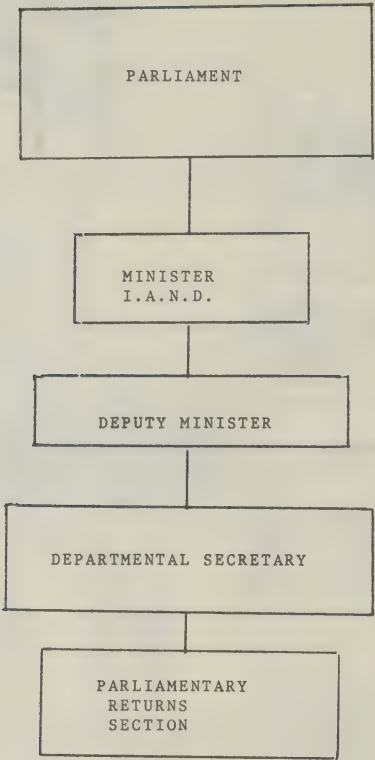 PARLIAMENT
MINISTER
I.A.N.D.
DEPUTY MINISTER
DEPARTMENTAL SECRETARY
PARLIAMENTARY
RETURNS
SECTION